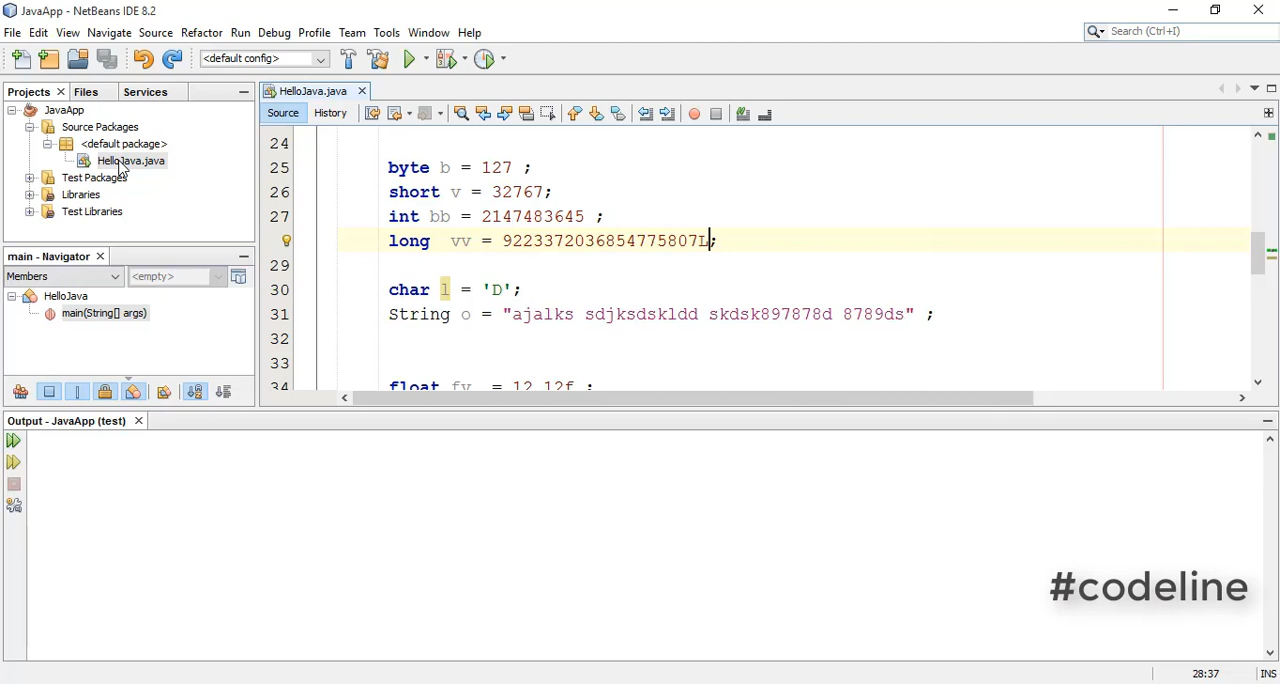 JavaApp - NetBeans IDE 8.2
File Edit View Navigate Source Refactor Run Debug Profile Team Tools Window Help
Search (Ctrl+I)
<default config>
Projects Files Services
HelloJava.java
JavaApp
Source Packages
<default package>
HelloJava.java
Test Packages
Libraries
Test Libraries
main - Navigator
Members <empty>
HelloJava
main(String[] args)
Source History
24
25 byte b = 127 ;
26 short v = 32767;
27 int bb = 2147483645 ;
long vv = 9223372036854775807L;
29
30 char l = 'D';
31 String o = "ajalks sdjksdskldd skdsk897878d 8789ds" ;
32
33
34 float fv = 12.12f ;
Output - JavaApp (test)
#codeline
28:37 INS